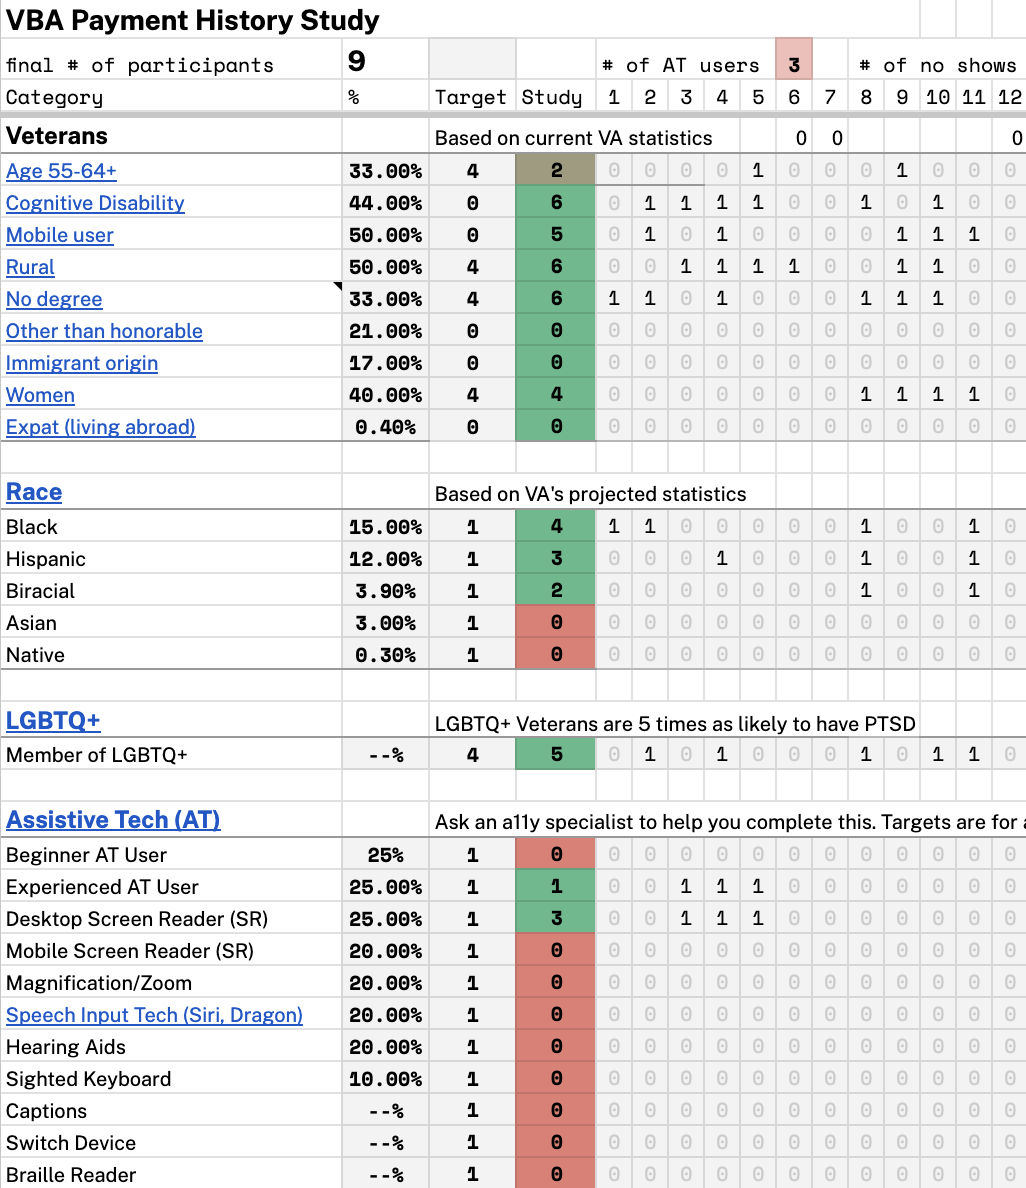 VBA Payment History Study
final # of participants 9 # of AT users 3 # of no shows
Category % Target Study 1 2 3 4 5 6 7 8 9 10 11 12
Veterans Based on current VA statistics 0 0 0
Age 55-64+ 33.00% 4 2 0 0 0 0 1 0 0 0 1 0 0 0
Cognitive Disability 44.00% 0 6 0 1 1 1 1 0 0 1 0 1 0 0
Mobile user 50.00% 0 5 0 1 0 1 0 0 0 0 1 1 1 0
Rural 50.00% 4 6 0 0 1 1 1 1 0 0 1 1 0 0
No degree 33.00% 4 6 1 1 0 1 0 0 0 1 1 1 0 0
Other than honorable 21.00% 0 0 0 0 0 0 0 0 0 0 0 0 0 0
Immigrant origin 17.00% 0 0 0 0 0 0 0 0 0 0 0 0 0 0
Women 40.00% 4 4 0 0 0 0 0 0 0 1 1 1 1 0
Expat (living abroad) 0.40% 0 0 0 0 0 0 0 0 0 0 0 0 0 0
Race Based on VA's projected statistics
Black 15.00% 1 4 1 1 0 0 0 0 0 1 0 0 1 0
Hispanic 12.00% 1 3 0 0 0 1 0 0 0 1 0 0 1 0
Biracial 3.90% 1 2 0 0 0 0 0 0 0 1 0 0 1 0
Asian 3.00% 1 0 0 0 0 0 0 0 0 0 0 0 0 0
Native 0.30% 1 0 0 0 0 0 0 0 0 0 0 0 0 0
LGBTQ+ LGBTQ+ Veterans are 5 times as likely to have PTSD
Member of LGBTQ+ --% 4 5 0 1 0 1 0 0 0 1 0 1 1 0
Assistive Tech (AT) Ask an a11y specialist to help you complete this. Targets are for a
Beginner AT User 25% 1 0 0 0 0 0 0 0 0 0 0 0 0 0
Experienced AT User 25.00% 1 1 0 0 1 1 1 0 0 0 0 0 0 0
Desktop Screen Reader (SR) 25.00% 1 3 0 0 1 1 1 0 0 0 0 0 0 0
Mobile Screen Reader (SR) 20.00% 1 0 0 0 0 0 0 0 0 0 0 0 0 0
Magnification/Zoom 20.00% 1 0 0 0 0 0 0 0 0 0 0 0 0 0
Speech Input Tech (Siri, Dragon) 20.00% 1 0 0 0 0 0 0 0 0 0 0 0 0 0
Hearing Aids 20.00% 1 0 0 0 0 0 0 0 0 0 0 0 0 0
Sighted Keyboard 10.00% 1 0 0 0 0 0 0 0 0 0 0 0 0 0
Captions --% 1 0 0 0 0 0 0 0 0 0 0 0 0 0
Switch Device --% 1 0 0 0 0 0 0 0 0 0 0 0 0 0
Braille Reader --% 1 0 0 0 0 0 0 0 0 0 0 0 0 0